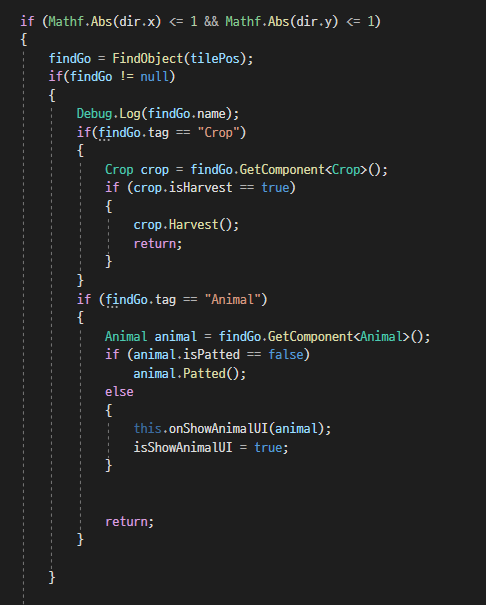 if (Mathf.Abs(dir.x) <= 1 && Mathf.Abs(dir.y) <= 1)
{
findGo = FindObject(tilePos);
if(findGo != null)
{
Debug.Log(findGo.name);
if(findGo.tag == "Crop")
{
Crop crop = findGo.GetComponent<Crop>();
if (crop.isHarvest == true)
{
crop.Harvest();
return;
}
}
if (findGo.tag == "Animal")
{
Animal animal = findGo.GetComponent<Animal>();
if (animal.isPatted == false)
animal.Patted();
else
{
this.onShowAnimalUI(animal);
isShowAnimalUI = true;
}
return;
}
}